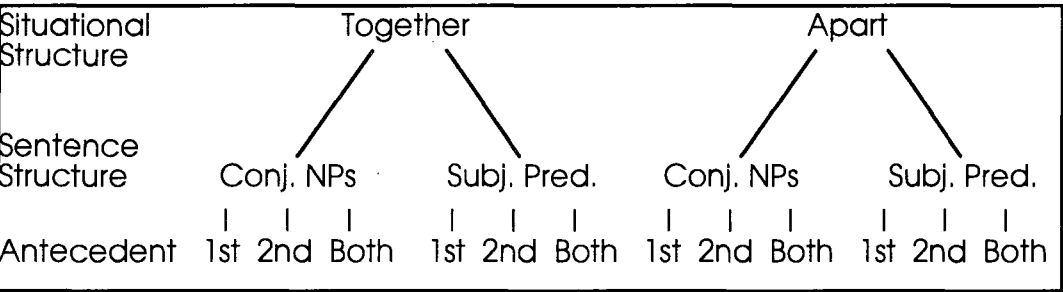 Situational Structure Together Apart
Sentence Structure Conj. NPs Subj. Pred. Conj. NPs Subj. Pred.
Antecedent 1st 2nd Both 1st 2nd Both 1st 2nd Both 1st 2nd Both